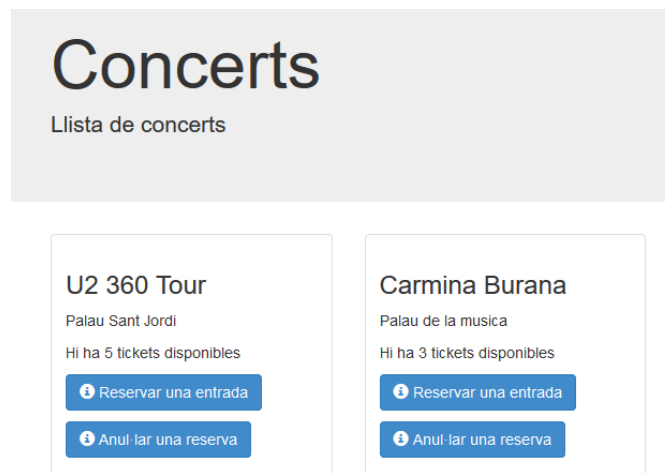 Concerts
Llista de concerts
U2 360 Tour
Palau Sant Jordi
Hi ha 5 tickets disponibles
Reservar una entrada
Anul·lar una reserva
Carmina Burana
Palau de la musica
Hi ha 3 tickets disponibles
Reservar una entrada
Anul·lar una reserva